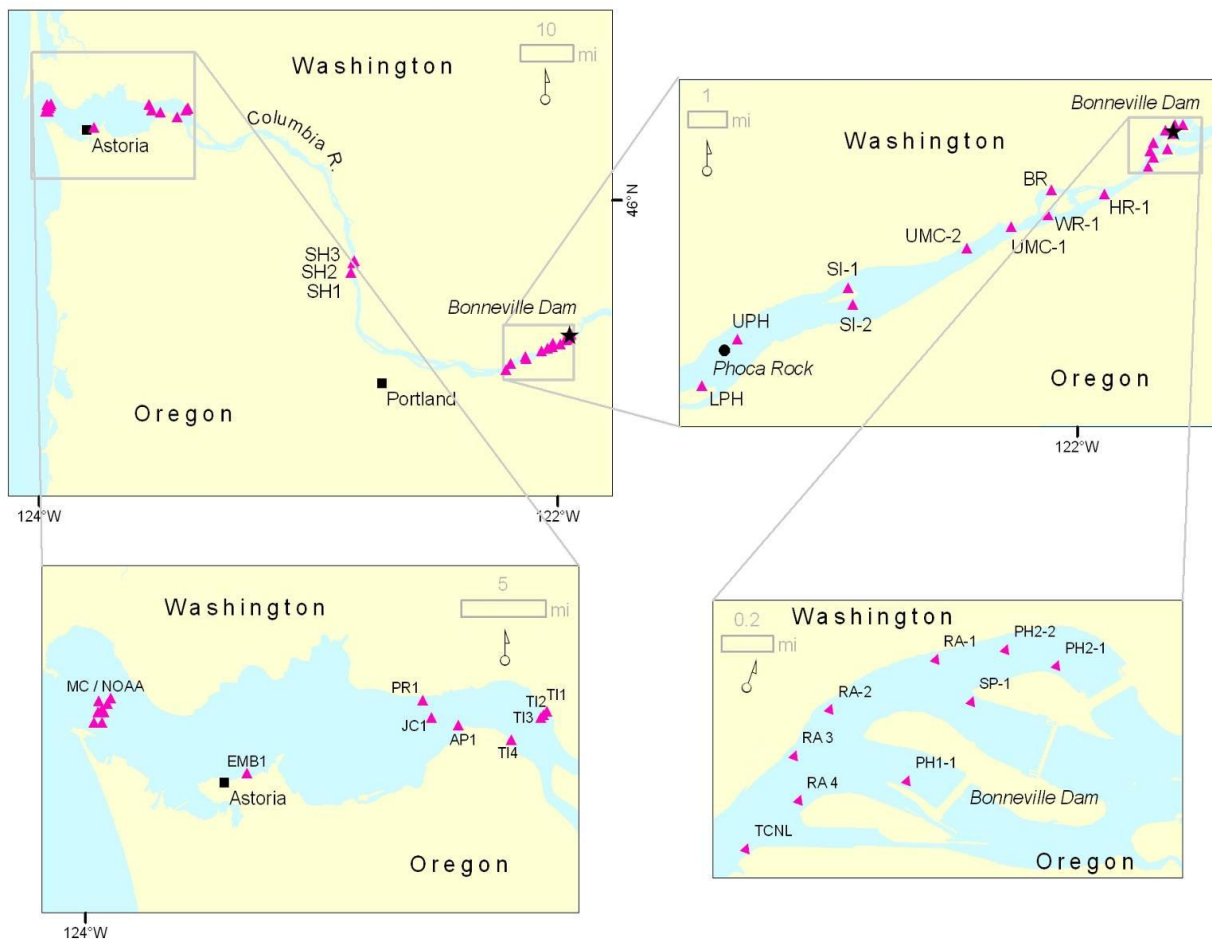 10
mi
Washington
Columbia R.
Astoria
46°N
SH3
SH2
SH1
Bonneville Dam
Portland
Oregon
124°W
122°W
1
mi
Bonneville Dam
Washington
BR
HR-1
WR-1
UMC-2
UMC-1
SI-1
SI-2
UPH
Phoca Rock
LPH
Oregon
122°W
5
mi
Washington
MC / NOAA
PR1
TI1
TI2
JC1
TI3
AP1
TI4
EMB1
Astoria
Oregon
124°W
0.2
mi
Washington
RA-1
PH2-2
PH2-1
SP-1
RA-2
RA 3
PH1-1
RA 4
Bonneville Dam
TCNL
Oregon